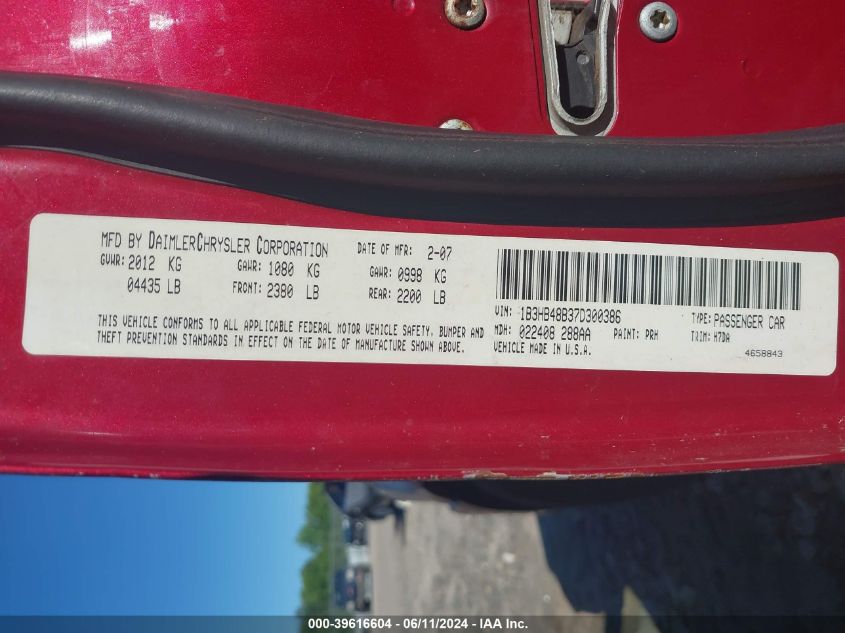 MFD BY DAIMLERCHRYSLER CORPORATION DATE OF MFR: 2-07
GVWR: 2012 KG GAWR: 1080 KG GAWR: 0998 KG
04435 LB FRONT: 2380 LB REAR: 2200 LB
THIS VEHICLE CONFORMS TO ALL APPLICABLE FEDERAL MOTOR VEHICLE SAFETY, BUMPER AND
THEFT PREVENTION STANDARDS IN EFFECT ON THE DATE OF MANUFACTURE SHOWN ABOVE.
VIN: 1B3HB48B37D300386 TYPE: PASSENGER CAR
MDH: 022408 288AA PAINT: PRH TRIM: H7DA
VEHICLE MADE IN U.S.A. 4658843
000-39616604 - 06/11/2024 - IAA Inc.